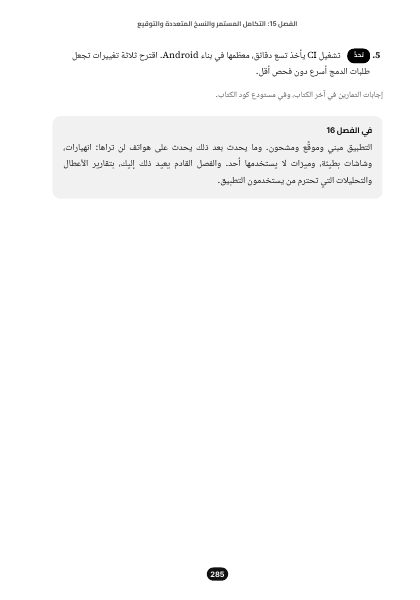 الفصل 15: التكامل المستمر والنسخ المتعددة والتوقيع
5. تحدٍّ تشغيل CI يأخذ تسع دقائق، معظمها في بناء Android. اقترح ثلاثة تغييرات تجعل
طلبات الدمج أسرع دون فحص أقل.
إجابات التمارين في آخر الكتاب، وفي مستودع كود الكتاب.
في الفصل 16
التطبيق مبني وموقَّع ومشحون. وما يحدث بعد ذلك يحدث على هواتف لن تراها: انهيارات،
وشاشات بطيئة، وميزات لا يستخدمها أحد. والفصل القادم يعيد ذلك إليك، بتقارير الأعطال
والتحليلات التي تحترم من يستخدمون التطبيق.
285